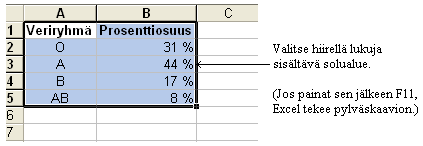 A B C
1 Veriryhmä Prosenttiosuus
2 O 31 %
3 A 44 %
4 B 17 %
5 AB 8 %
6
7
Valitse hiirellä lukuja
sisältävä solualue.
(Jos painat sen jälkeen F11,
Excel tekee pylväskaavion.)